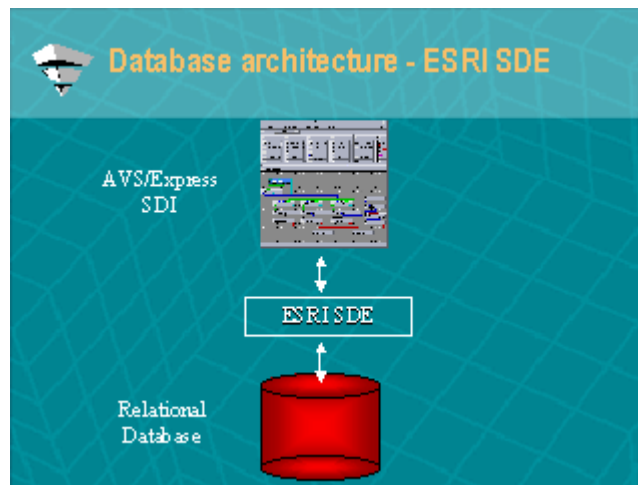 Database architecture - ESRI SDE
AVS/Express
SDI
ESRI SDE
Relational
Database